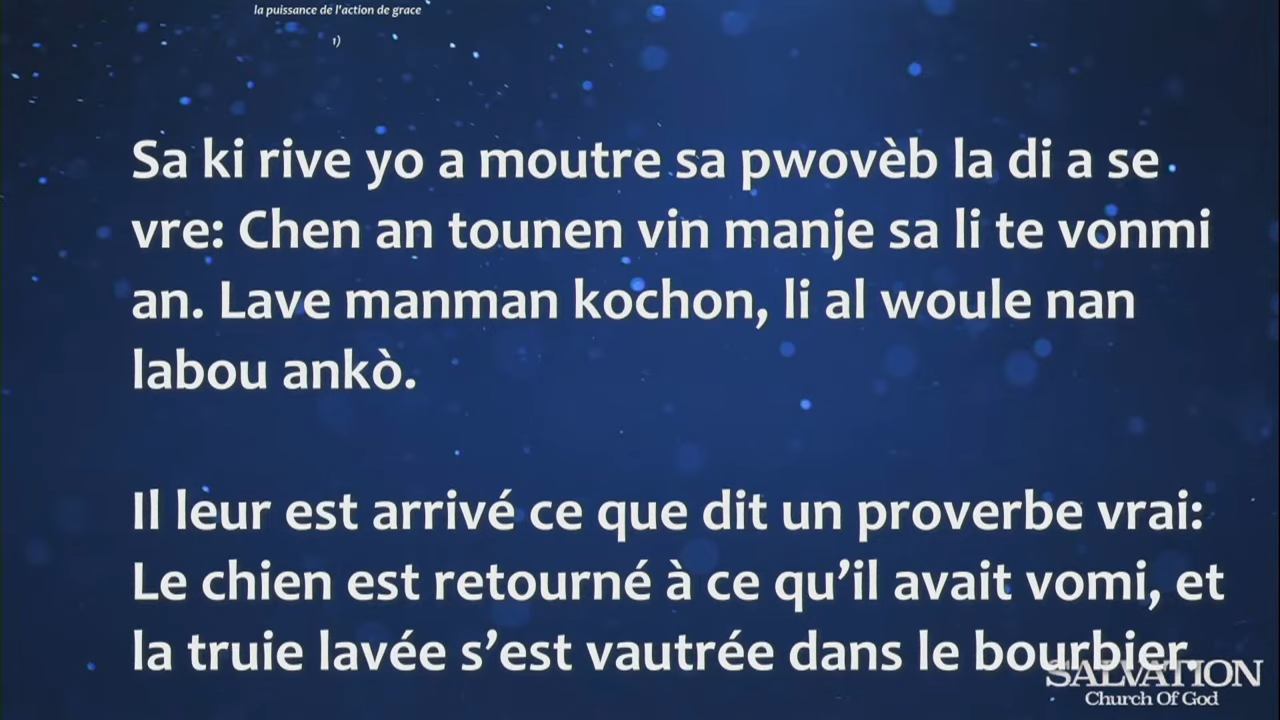 la puissance de l'action de grace
1)
Sa ki rive yo a moutre sa pwovèb la di a se
vre: Chen an tounen vin manje sa li te vonmi
an. Lave manman kochon, li al woule nan
labou ankò.
Il leur est arrivé ce que dit un proverbe vrai:
Le chien est retourné à ce qu’il avait vomi, et
la truie lavée s’est vautrée dans le bourbier.
SALVATION
Church Of God